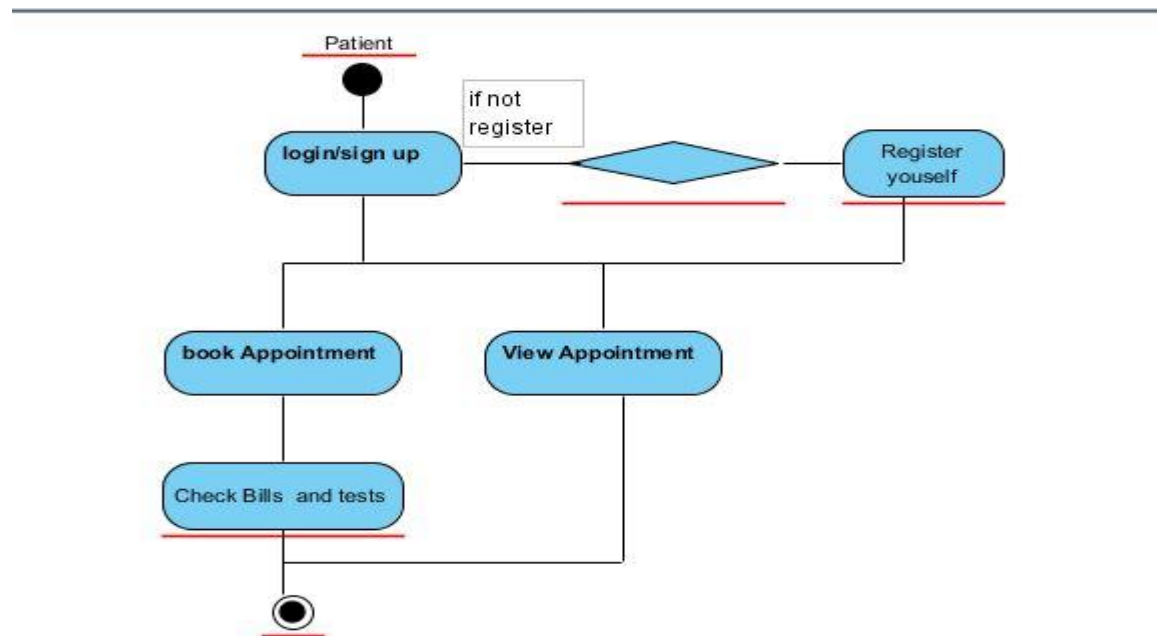 Patient
if not
register
login/sign up
Register
youself
book Appointment
View Appointment
Check Bills and tests